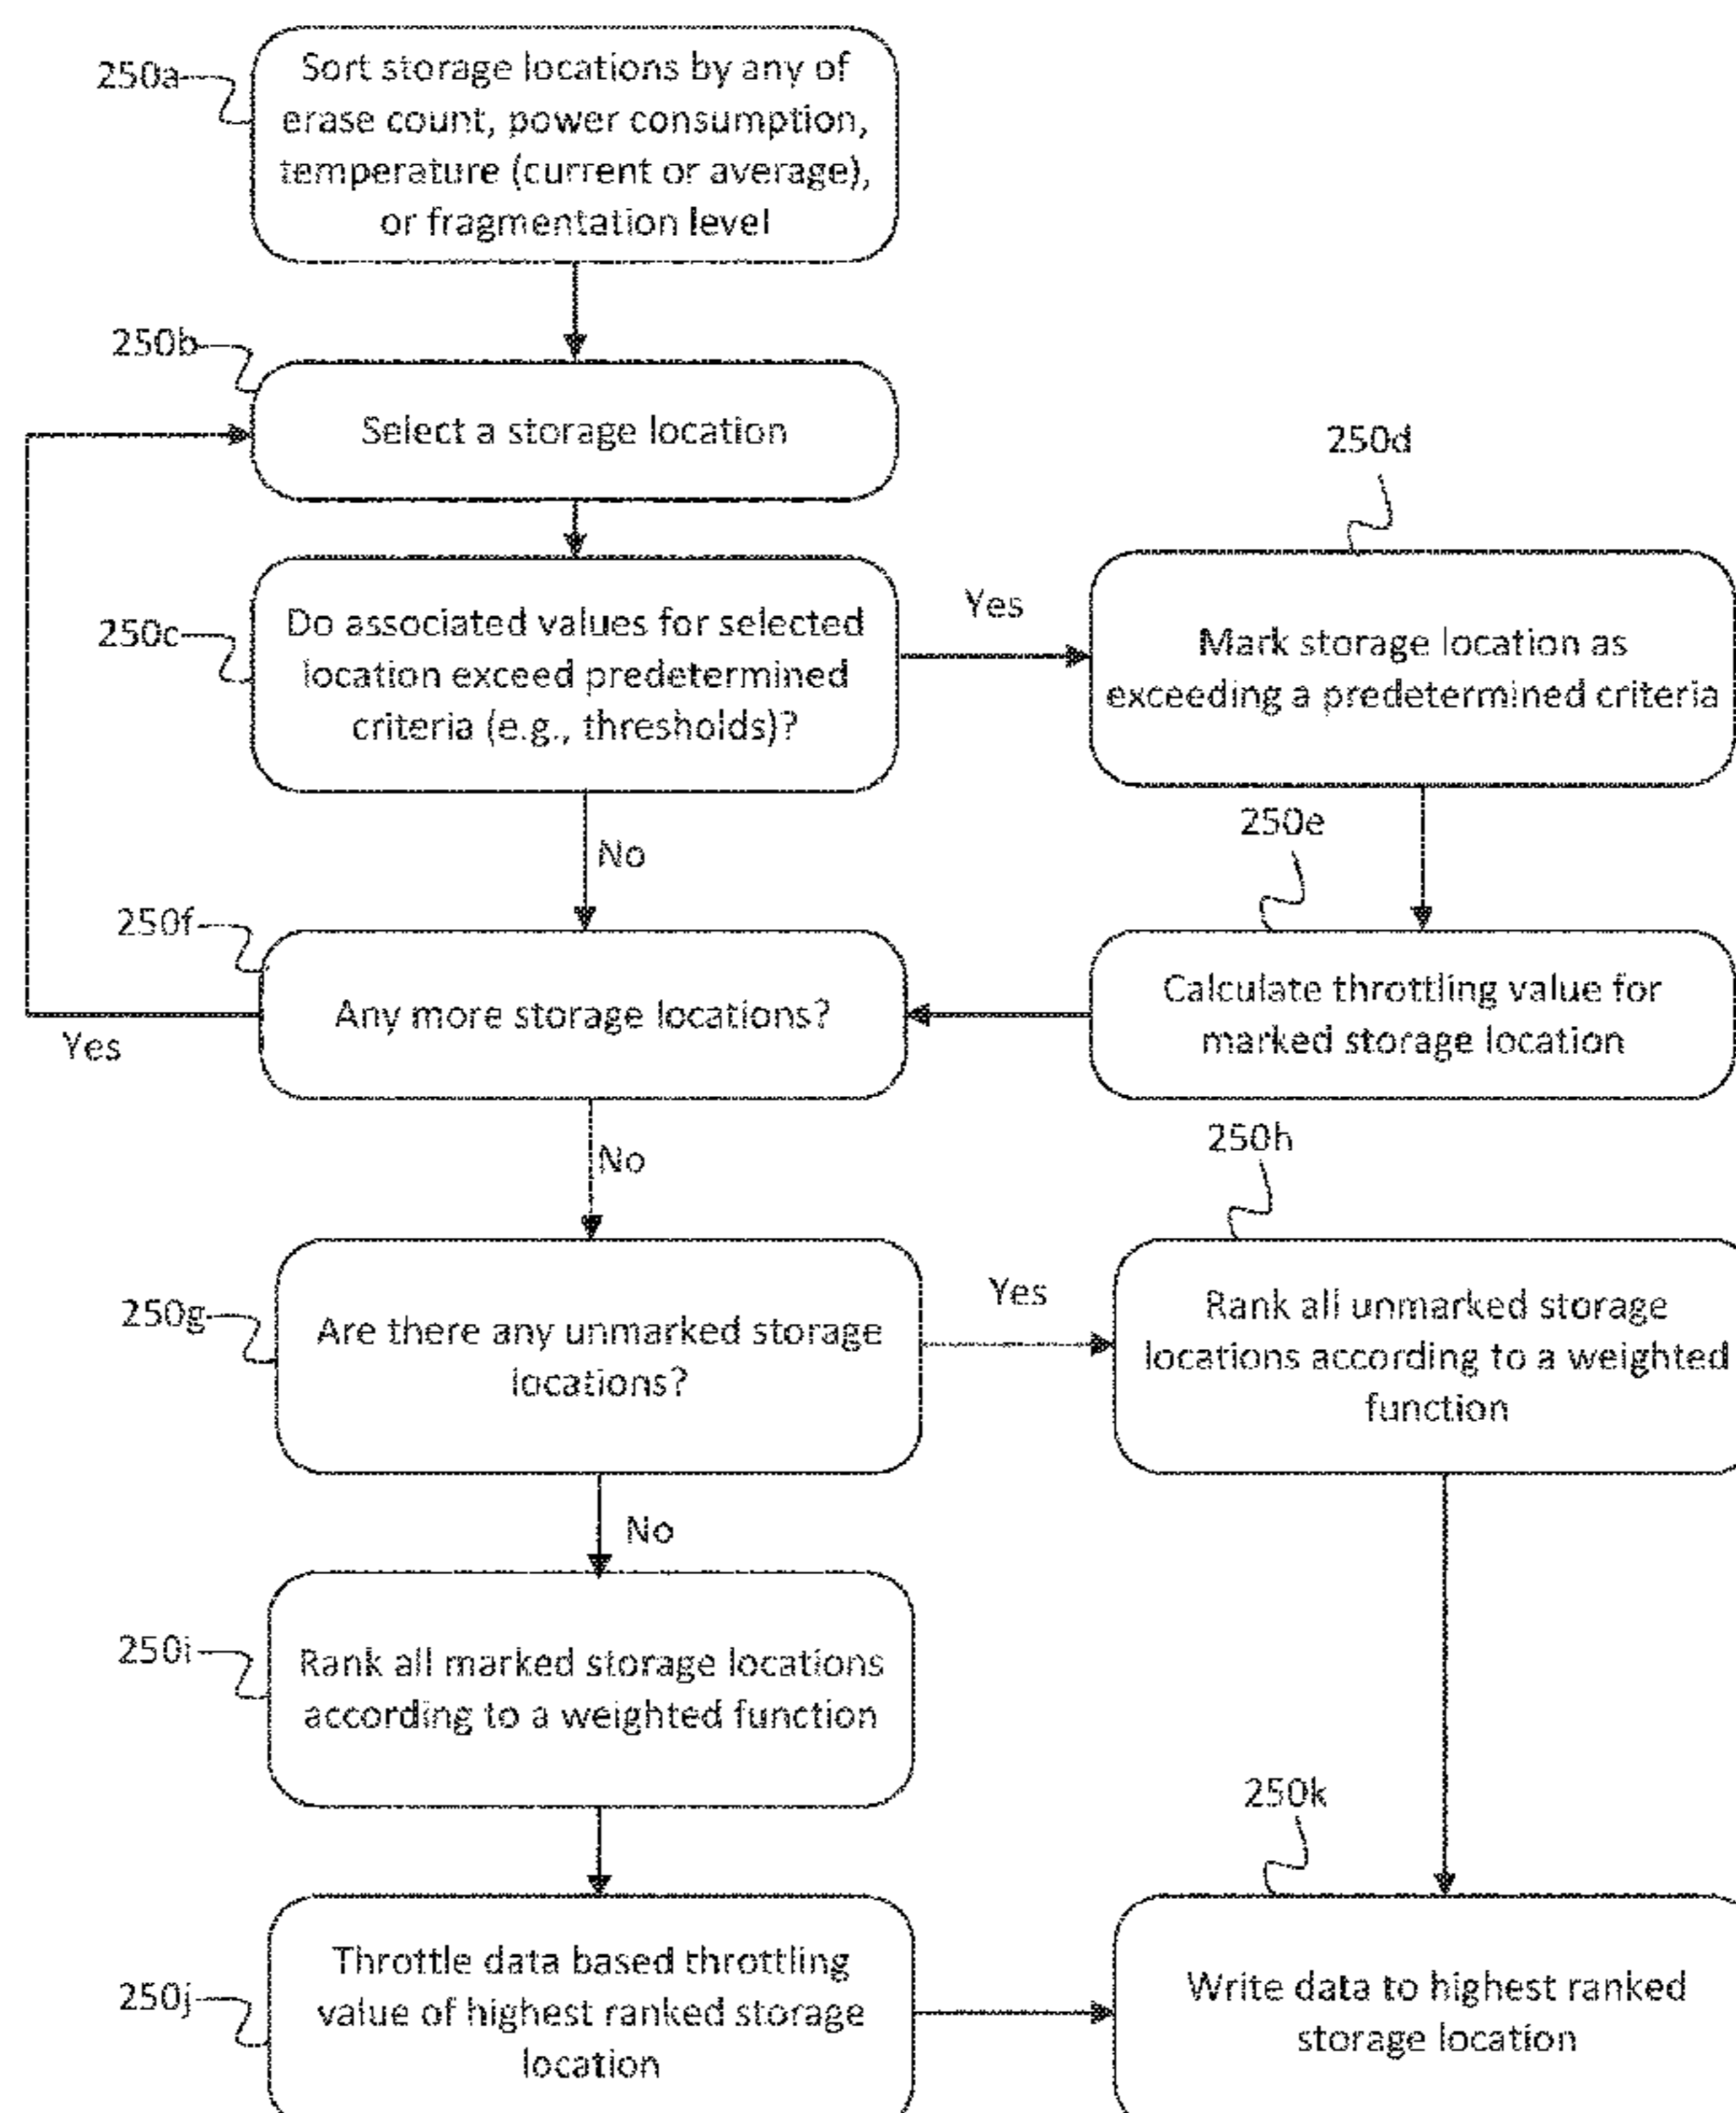 250a
Sort storage locations by any of
erase count, power consumption,
temperature (current or average),
or fragmentation level
250b
Select a storage location
250c
Do associated values for selected
location exceed predetermined
criteria (e.g., thresholds)?
Yes
250d
Mark storage location as
exceeding a predetermined criteria
No
250e
Calculate throttling value for
marked storage location
250f
Any more storage locations?
Yes
No
250g
Are there any unmarked storage
locations?
Yes
250h
Rank all unmarked storage
locations according to a weighted
function
No
250i
Rank all marked storage locations
according to a weighted function
250j
Throttle data based throttling
value of highest ranked storage
location
250k
Write data to highest ranked
storage location